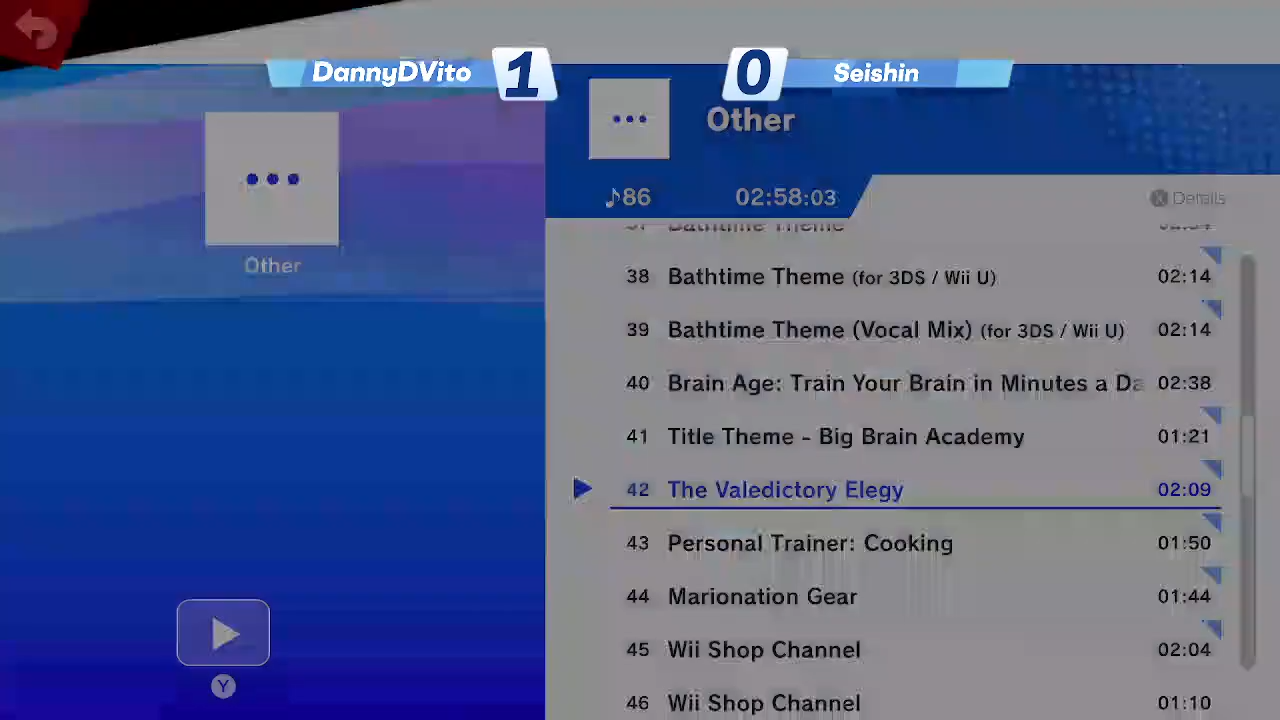 DannyDVito 1 0 Seishin
Other
♪86 02:58:03
X Details
Other
37 Bathtime Theme
38 Bathtime Theme (for 3DS / Wii U) 02:14
39 Bathtime Theme (Vocal Mix) (for 3DS / Wii U) 02:14
40 Brain Age: Train Your Brain in Minutes a Da 02:38
41 Title Theme - Big Brain Academy 01:21
42 The Valedictory Elegy 02:09
43 Personal Trainer: Cooking 01:50
44 Marionation Gear 01:44
45 Wii Shop Channel 02:04
46 Wii Shop Channel 01:10
Y